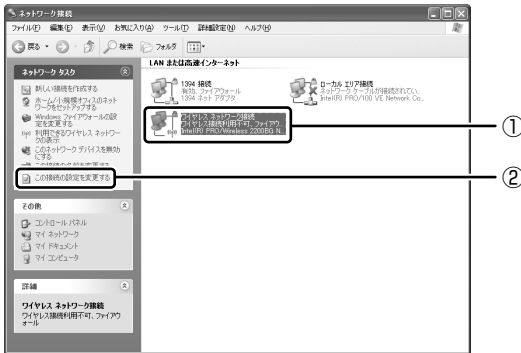 ネットワーク接続
ファイル(F) 編集(E) 表示(V) お気に入り(A) ツール(T) 詳細設定(N) ヘルプ(H)
戻る 検索 フォルダ
ネットワーク タスク
新しい接続を作成する
ホーム/小規模オフィスのネット
ワークをセットアップする
Windows ファイアウォールの設
定を変更する
利用できるワイヤレス ネットワー
クの表示
このネットワーク デバイスを無効
にする
この接続の名前を変更する
この接続の設定を変更する
その他
コントロール パネル
マイ ネットワーク
マイ ドキュメント
マイ コンピュータ
詳細
ワイヤレス ネットワーク接続
ワイヤレス接続利用不可, ファイアウ
ォール
LAN または高速インターネット
1394 接続
有効, ファイアウォール
1394 ネット アダプタ
ローカル エリア接続
ネットワーク ケーブルが接続されてい...
Intel(R) PRO/100 VE Network Co...
ワイヤレス ネットワーク接続
ワイヤレス接続利用不可, ファイアウ...
Intel(R) PRO/Wireless 2200BG N...
①
②